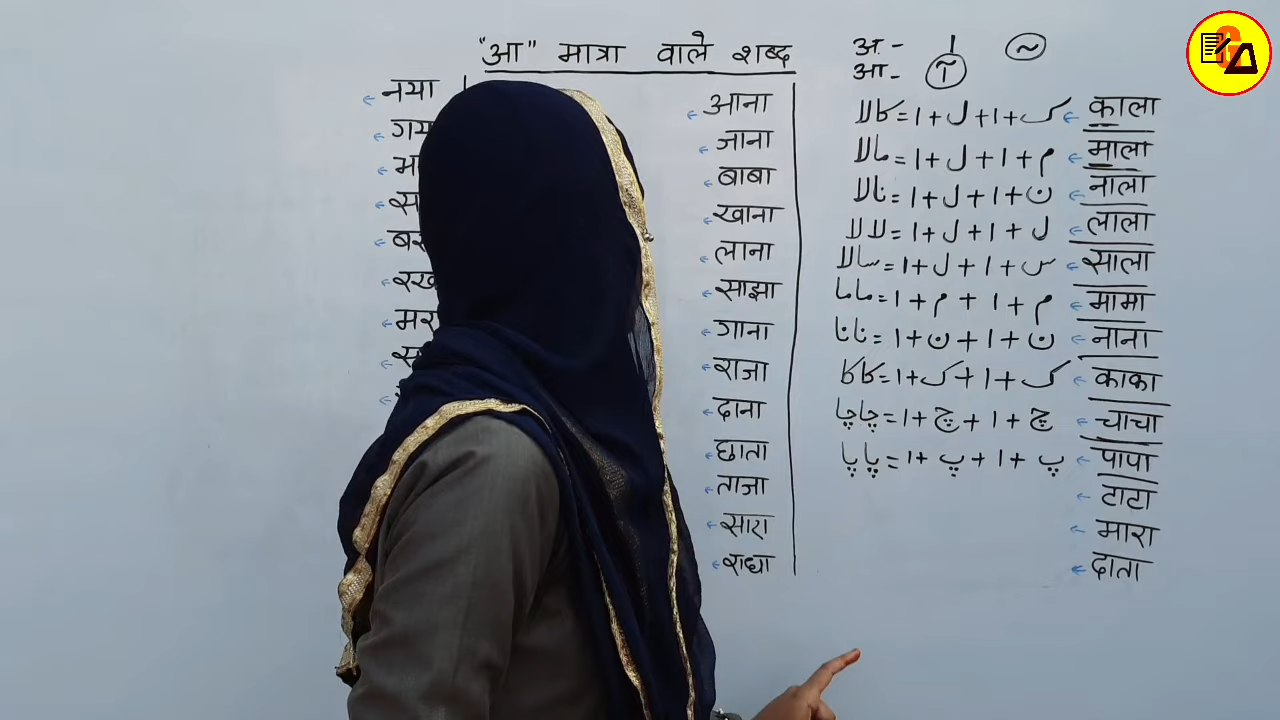 "आ" मात्रा वाले शब्द
अ - ا ~
आ - آ
काला ← ک+ا+ل+ا=کالا
माला ← م+ا+ل+ا=مالا
नाला ← ن+ا+ل+ا=نالا
लाला ← ل+ا+ل+ا=لالا
साला ← س+ا+ل+ا=سالا
मामा ← م+ا+م+ا=ماما
नाना ← ن+ا+ن+ا=نانا
काका ← ک+ا+ک+ا=کاکا
चाचा ← چ+ا+چ+ا=چاچا
पापा ← پ+ا+پ+ا=پاپا
टाटा ←
मारा ←
दाता ←
आना ←
जाना ←
बाबा ←
खाना ←
लाना ←
साझा ←
गाना ←
राजा ←
दाना ←
छाता ←
ताजा ←
सारा ←
राधा ←
नया ←